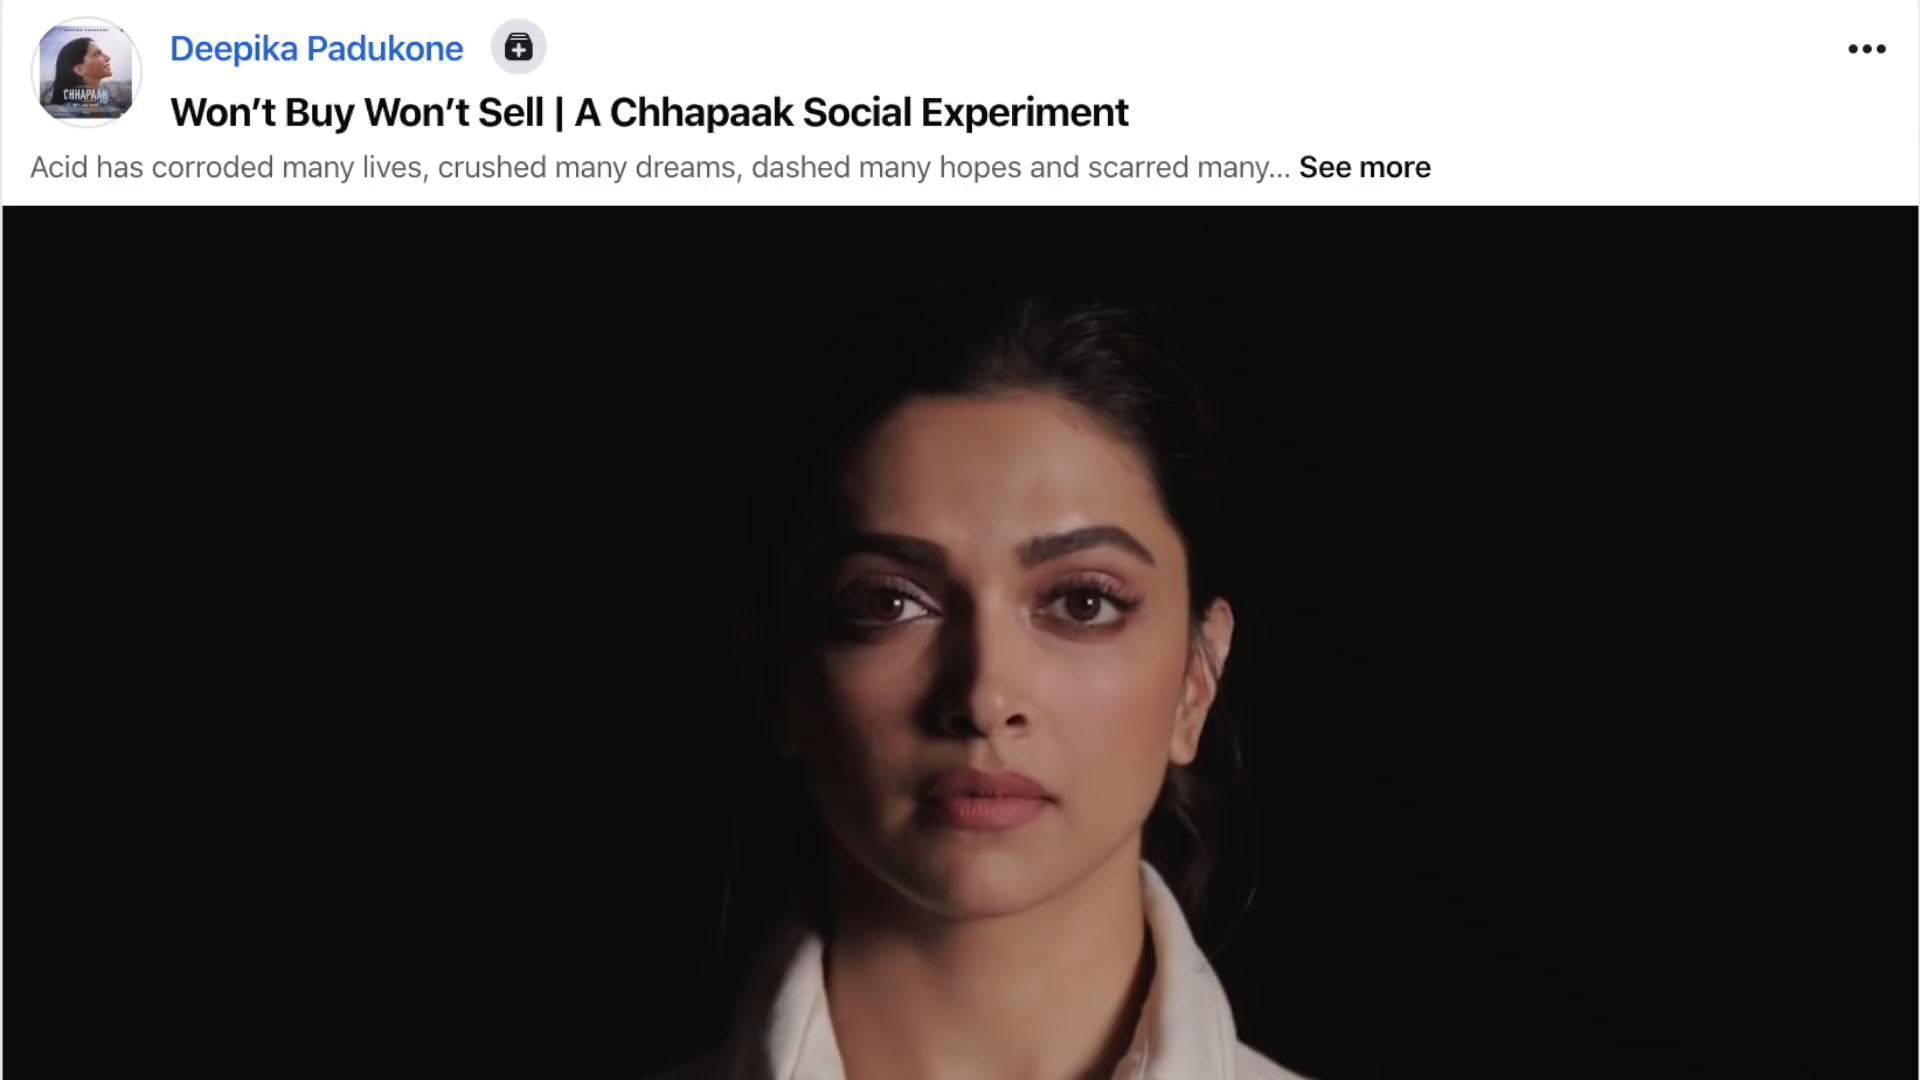 Deepika Padukone
Won't Buy Won't Sell | A Chhapaak Social Experiment
Acid has corroded many lives, crushed many dreams, dashed many hopes and scarred many... See more
CHHAPAAK